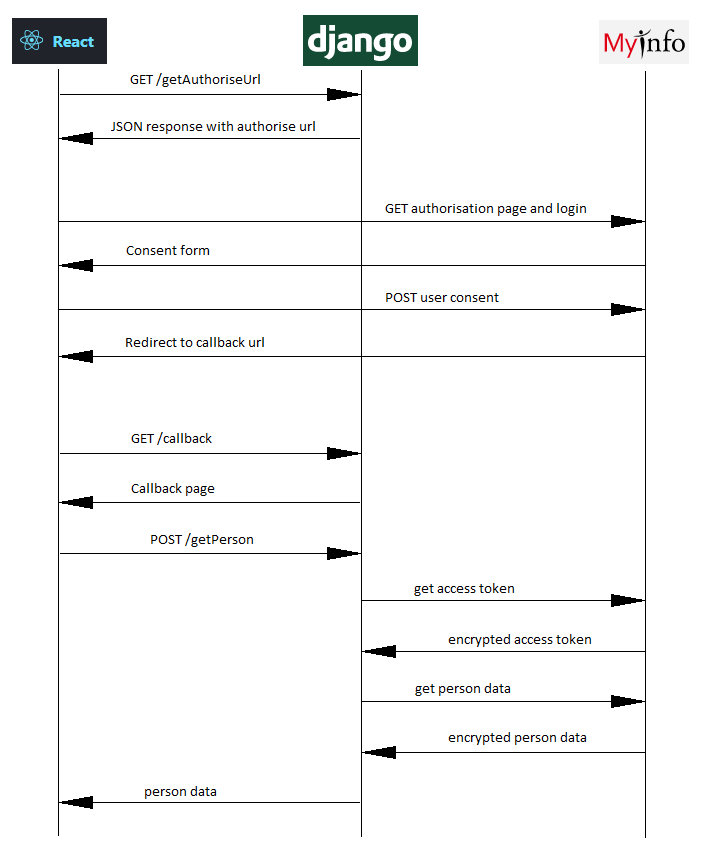 React
django
Myinfo
GET /getAuthoriseUrl
JSON response with authorise url
GET authorisation page and login
Consent form
POST user consent
Redirect to callback url
GET /callback
Callback page
POST /getPerson
get access token
encrypted access token
get person data
encrypted person data
person data